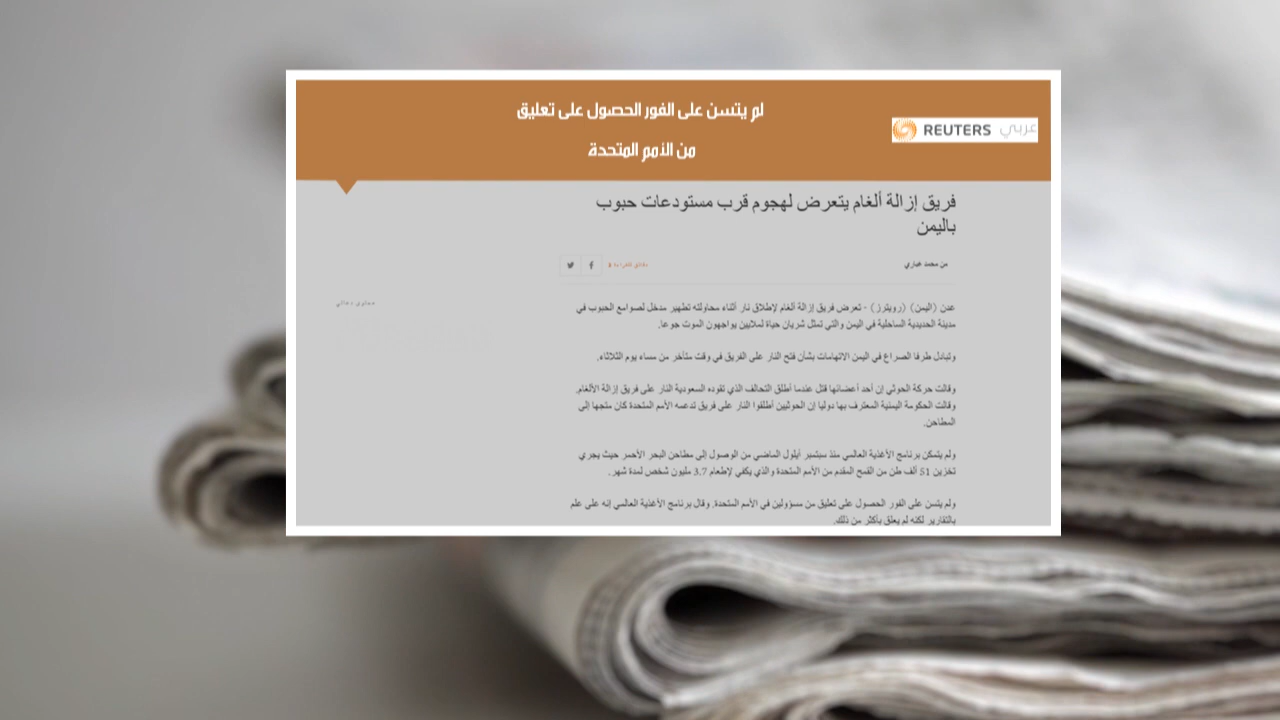 لم يتسن على الفور الحصول على تعليق
من الأمم المتحدة
REUTERS عربي
فريق إزالة ألغام يتعرض لهجوم قرب مستودعات حبوب
باليمن
من محمد غباري
عدن (اليمن) (رويترز) - تعرض فريق إزالة ألغام لإطلاق نار أثناء محاولته تطهير مدخل لصوامع الحبوب في
مدينة الحديدة الساحلية في اليمن والتي تمثل شريان حياة لملايين يواجهون الموت جوعا.
وتبادل طرفا الصراع في اليمن الاتهامات بشأن فتح النار على الفريق في وقت متأخر من مساء يوم الثلاثاء.
وقالت حركة الحوثي إن أحد أعضائها قتل عندما أطلق التحالف الذي تقوده السعودية النار على فريق إزالة الألغام.
وقالت الحكومة اليمنية المعترف بها دوليا إن الحوثيين أطلقوا النار على فريق تدعمه الأمم المتحدة كان متجها إلى
المطاحن.
ولم يتمكن برنامج الأغذية العالمي منذ سبتمبر أيلول الماضي من الوصول إلى مطاحن البحر الأحمر حيث يجري
تخزين 51 ألف طن من القمح المقدم من الأمم المتحدة والذي يكفي لإطعام 3.7 مليون شخص لمدة شهر.
ولم يتسن على الفور الحصول على تعليق من مسؤولين في الأمم المتحدة. وقال برنامج الأغذية العالمي إنه على علم
بالتقارير لكنه لم يعلق بأكثر من ذلك.